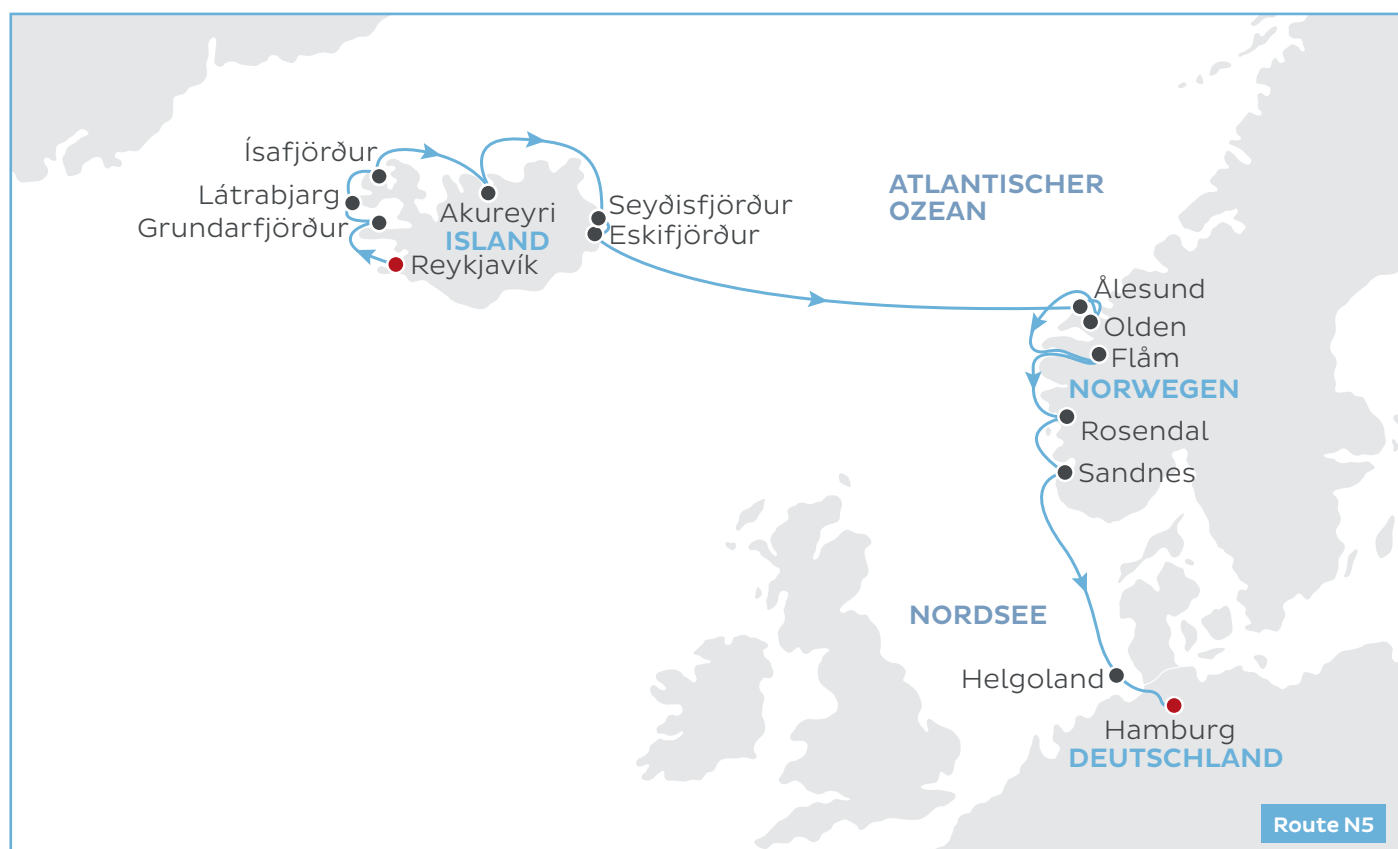 Ísafjörður
Látrabjarg
Grundarfjörður
Akureyri
ISLAND
Reykjavík
Seyðisfjörður
Eskifjörður
ATLANTISCHER
OZEAN
Ålesund
Olden
Flåm
NORWEGEN
Rosendal
Sandnes
NORDSEE
Helgoland
Hamburg
DEUTSCHLAND
Route N5